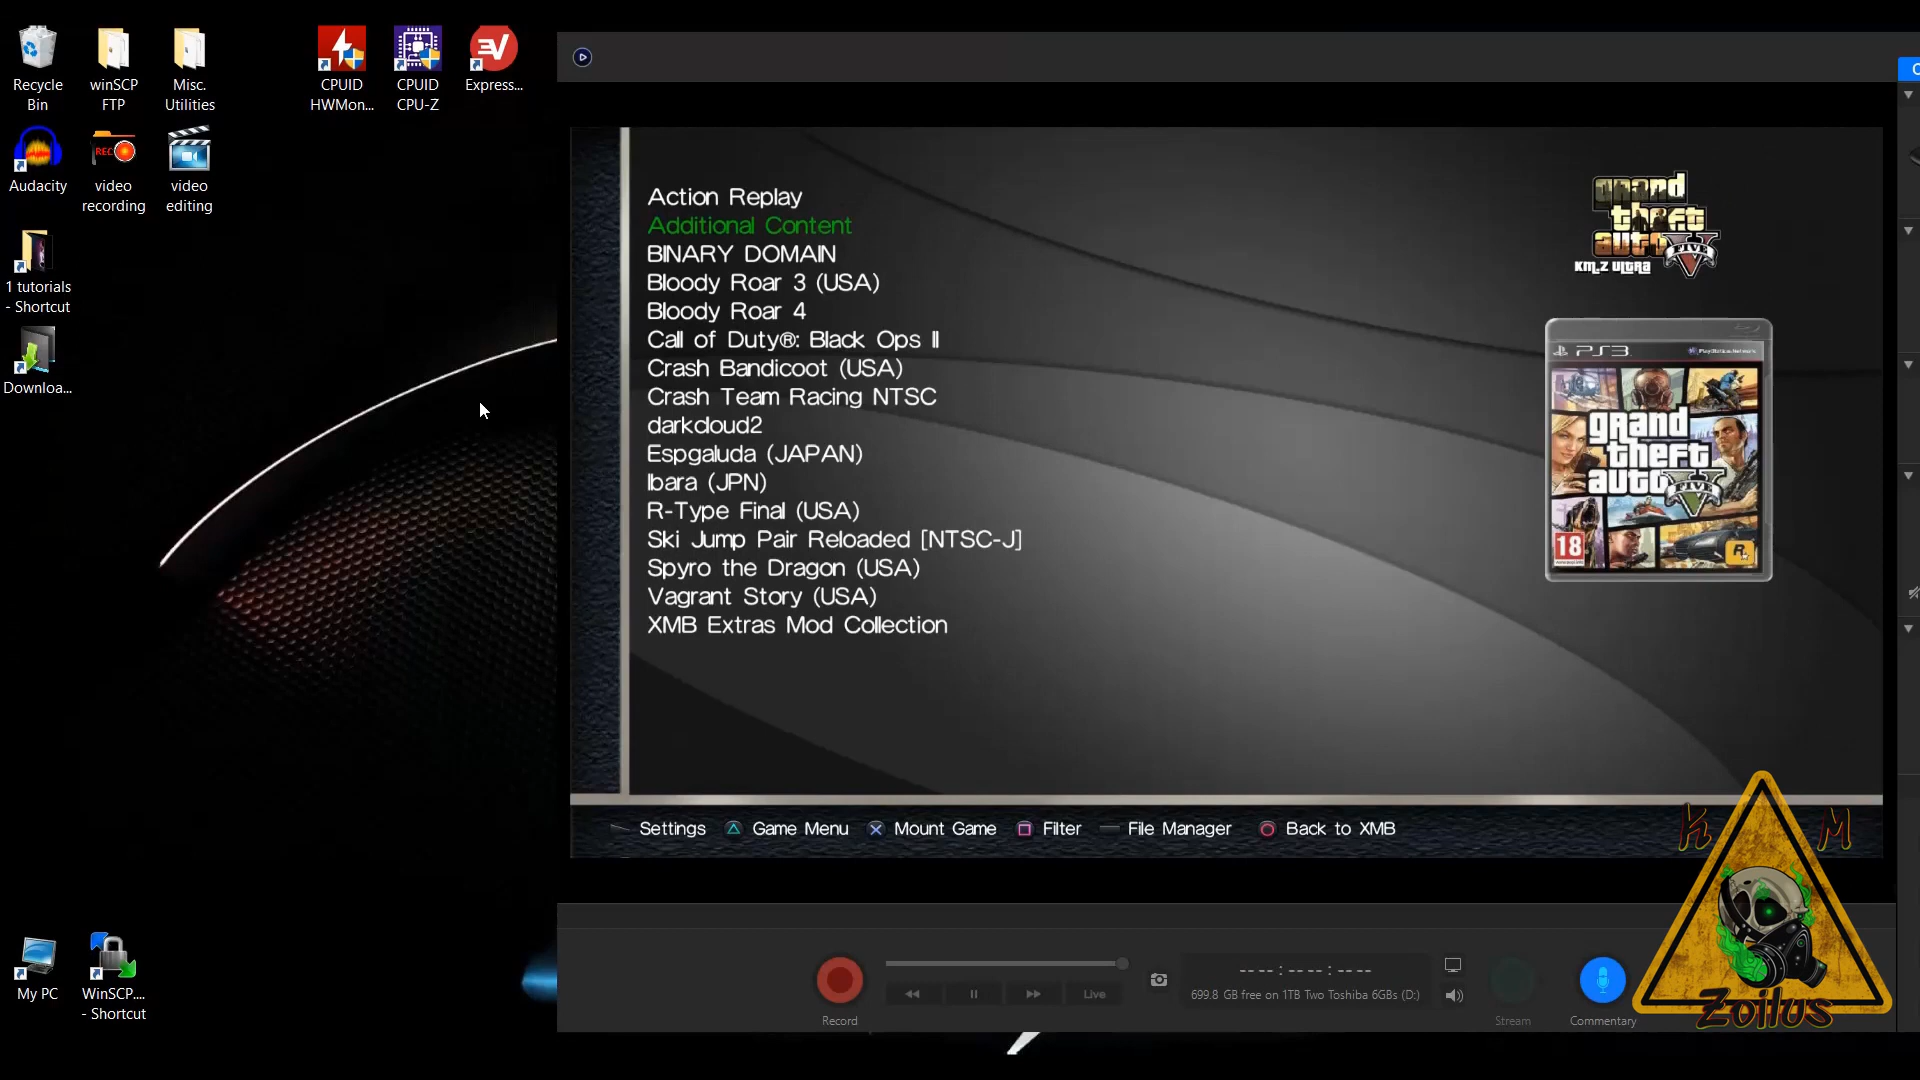 Recycle
Bin
winSCP
FTP
Misc.
Utilities
CPUID
HWMon...
CPUID
CPU-Z
Express...
Audacity
REC
video
recording
video
editing
1 tutorials
- Shortcut
Downloa...
My PC
WinSCP....
- Shortcut
Action Replay
Additional Content
BINARY DOMAIN
Bloody Roar 3 (USA)
Bloody Roar 4
Call of Duty®: Black Ops II
Crash Bandicoot (USA)
Crash Team Racing NTSC
darkcloud2
Espgaluda (JAPAN)
Ibara (JPN)
R-Type Final (USA)
Ski Jump Pair Reloaded [NTSC-J]
Spyro the Dragon (USA)
Vagrant Story (USA)
XMB Extras Mod Collection
grand
theft
auto V
FIVE
KM_Z ULTRA
PS3
PlayStation Network
grand
theft
auto V
FIVE
18
R
Settings
Game Menu
Mount Game
Filter
File Manager
Back to XMB
Record
Live
-- -- : -- -- : -- --
699.8 GB free on 1TB Two Toshiba 6GBs (D:)
Stream
Commentary
K M
Zoilus